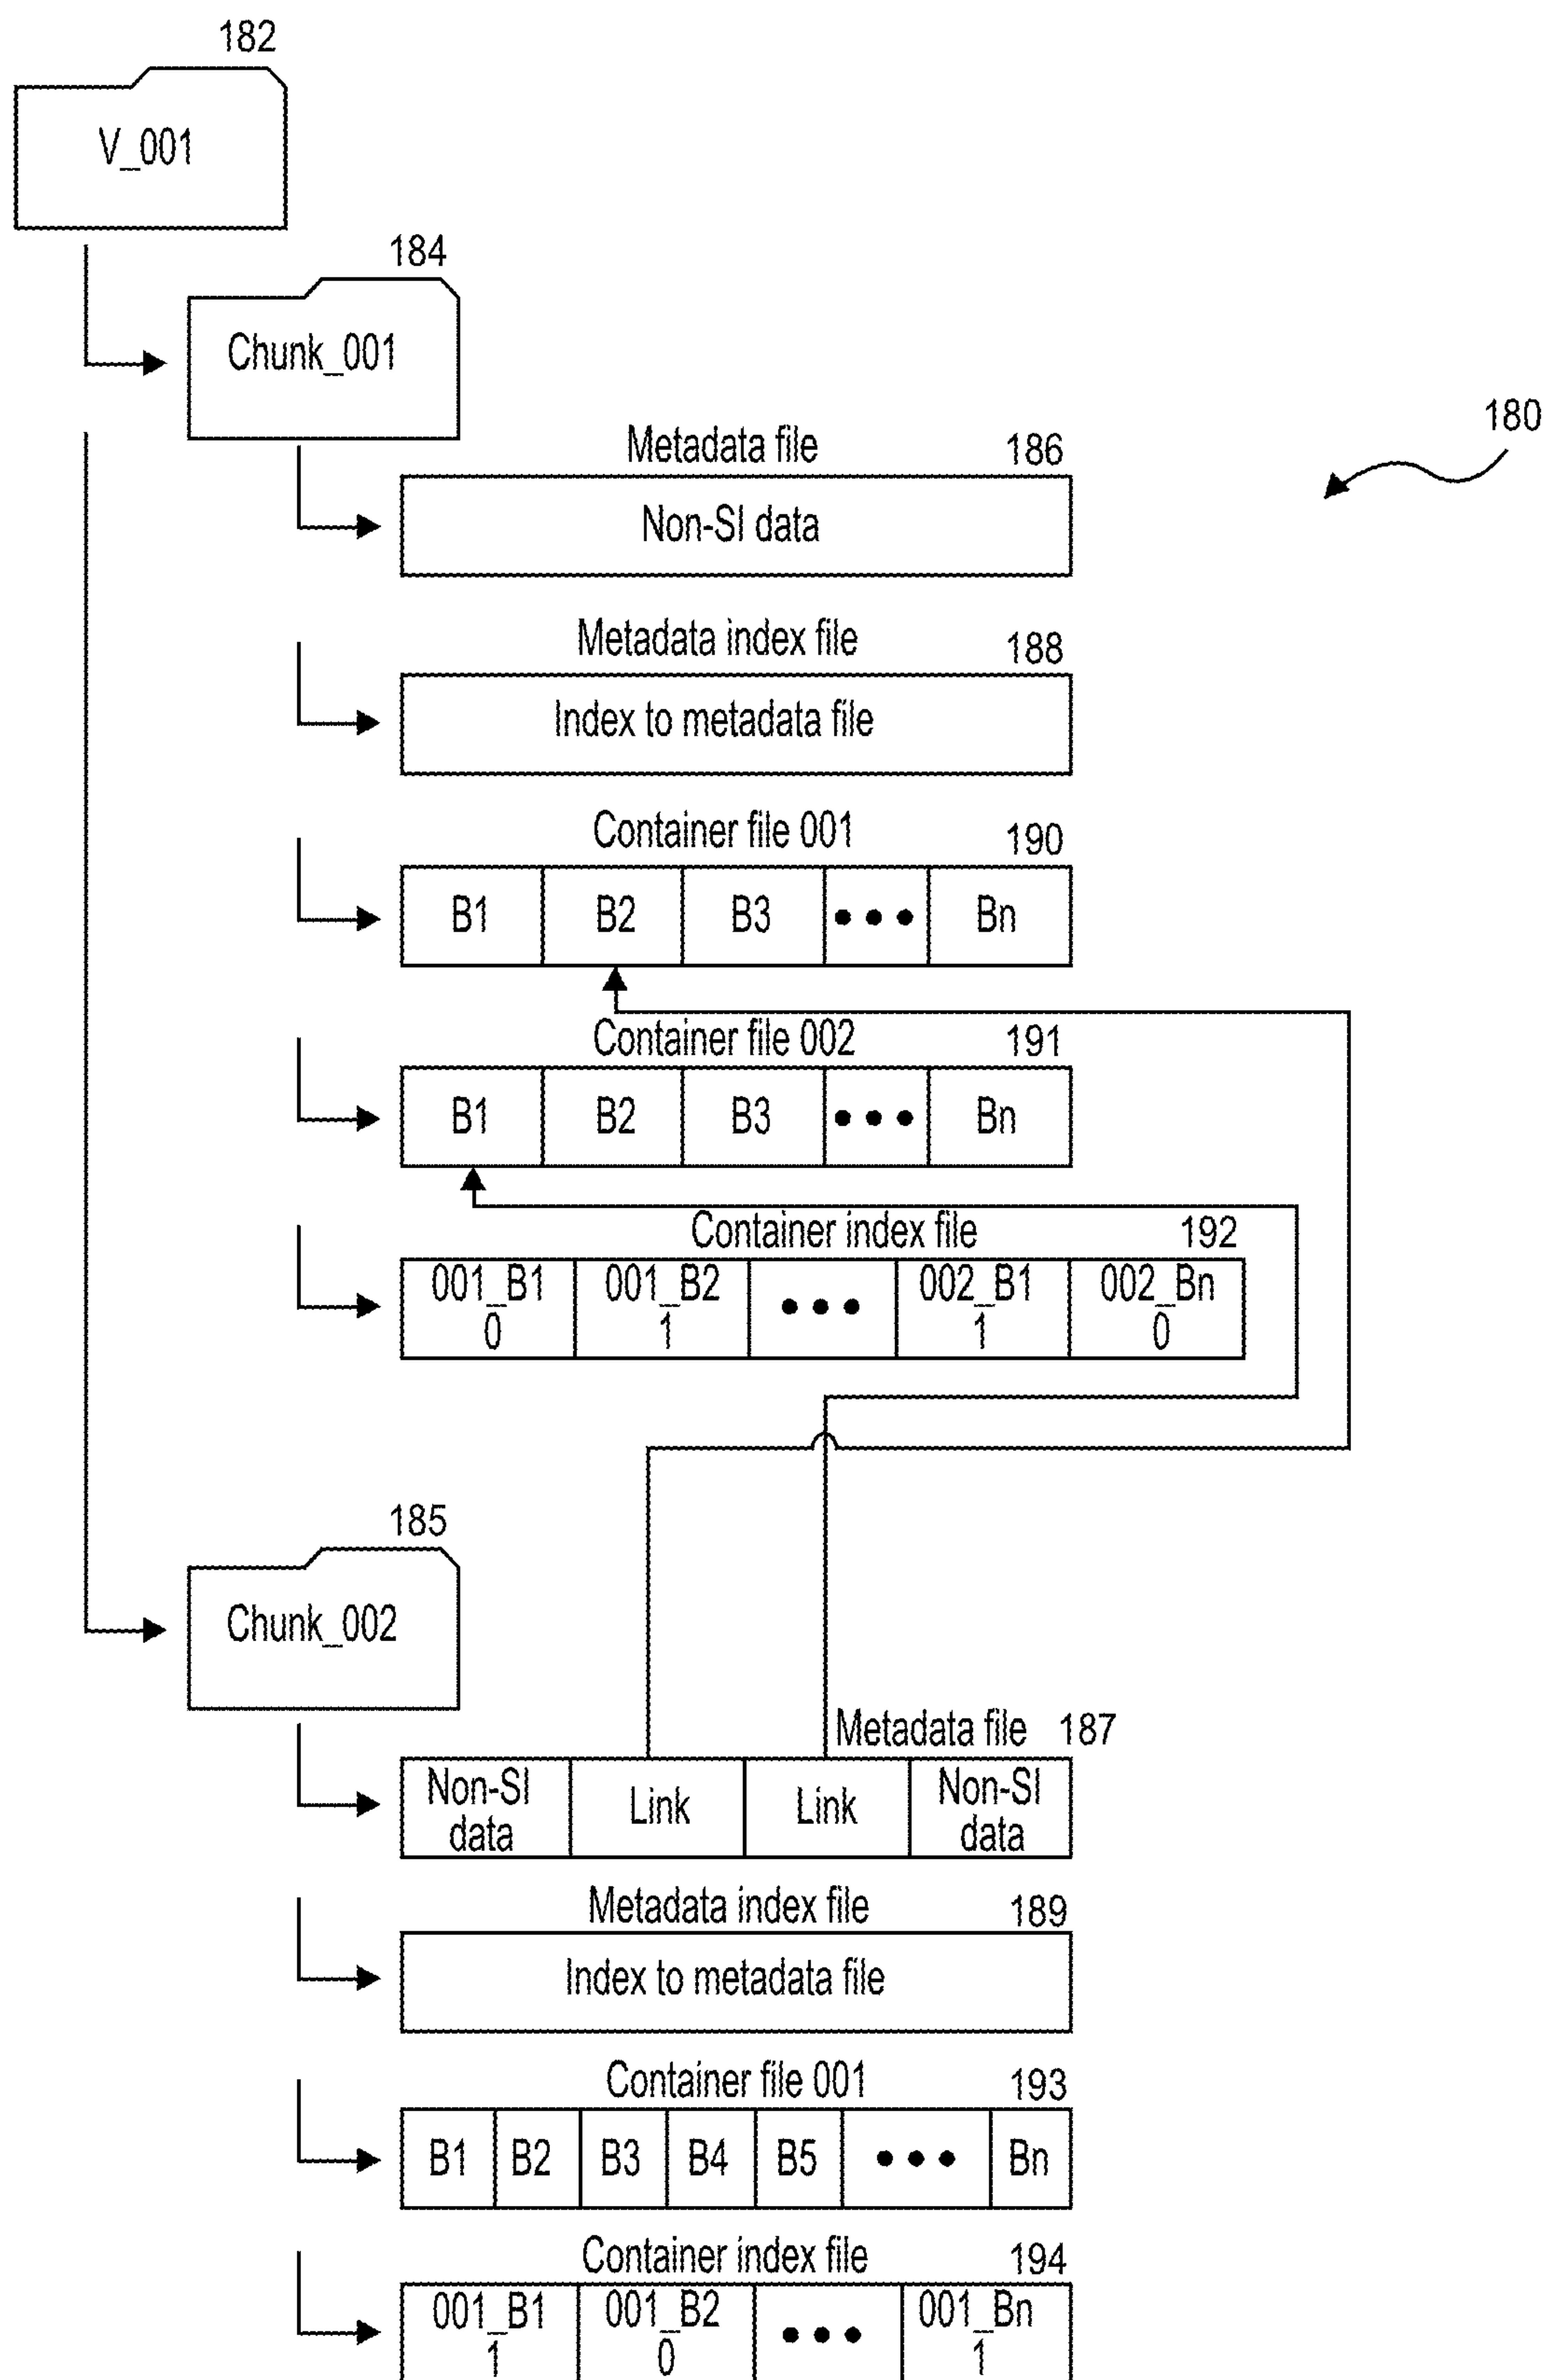 182
V_001
184
Chunk_001
180
Metadata file 186
Non-SI data
Metadata index file 188
Index to metadata file
Container file 001 190
B1 B2 B3 ••• Bn
Container file 002 191
B1 B2 B3 ••• Bn
Container index file 192
001_B1 001_B2 ••• 002_B1 002_Bn
0 1 1 0
185
Chunk_002
Metadata file 187
Non-SI Link Link Non-SI
data data
Metadata index file 189
Index to metadata file
Container file 001 193
B1 B2 B3 B4 B5 ••• Bn
Container index file 194
001_B1 001_B2 ••• 001_Bn
1 0 1